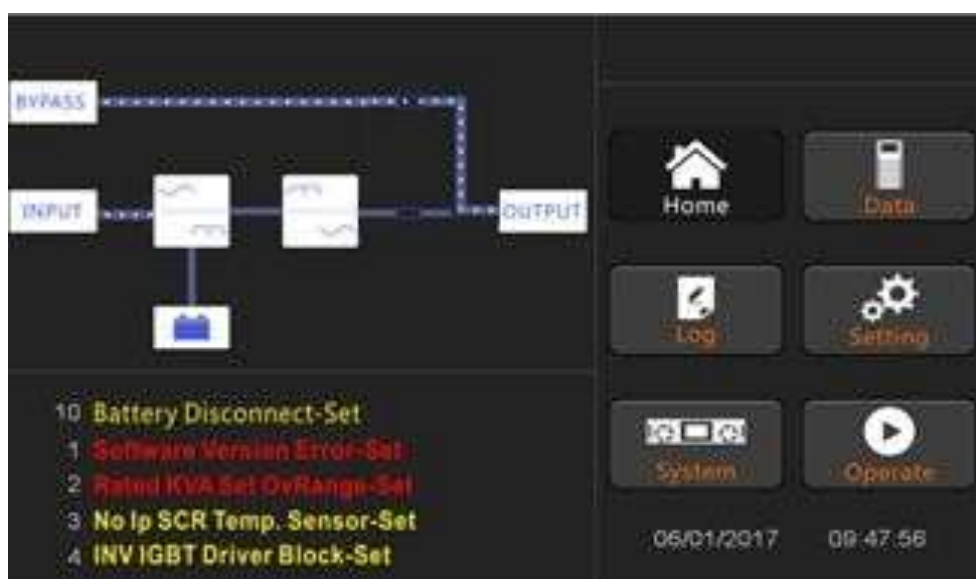 BYPASS
INPUT
OUTPUT
10 Battery Disconnect-Set
1 Software Version Error-Set
2 Rated KVA Set OvRange-Set
3 No Ip SCR Temp. Sensor-Set
4 INV IGBT Driver Block-Set
Home
Data
Log
Setting
System
Operate
06/01/2017 09:47:56